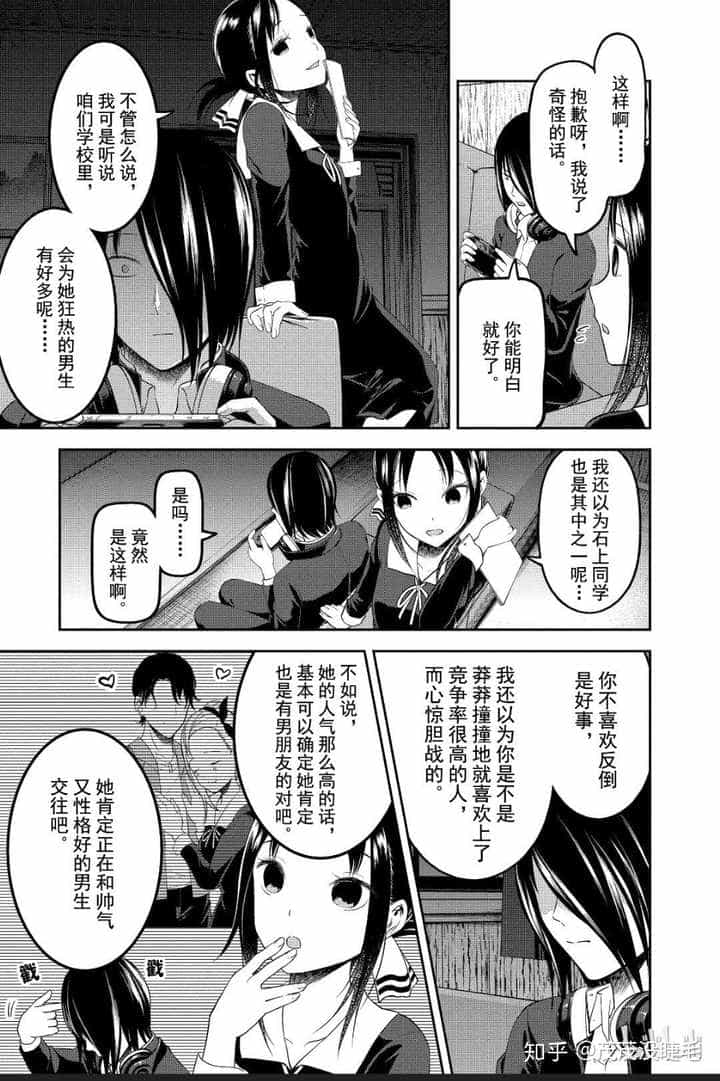 这样啊……
抱歉呀，我说了
奇怪的话。
你能明白
就好了。
不管怎么说，
我可是听说
咱们学校里，
会为她狂热的男生
有好多呢……
我还以为石上同学
也是其中之一呢…
是吗……
竟然
是这样啊。
你不喜欢反倒
是好事，
我还以为你是不是
莽莽撞撞地就喜欢上了
竞争率很高的人，
而心惊胆战的。
不如说，
她的人气那么高的话，
基本可以确定她肯定
也是有男朋友的对吧。
她肯定正在和帅气
又性格好的男生
交往吧。
戳
戳
知乎 @茂茂没睫毛